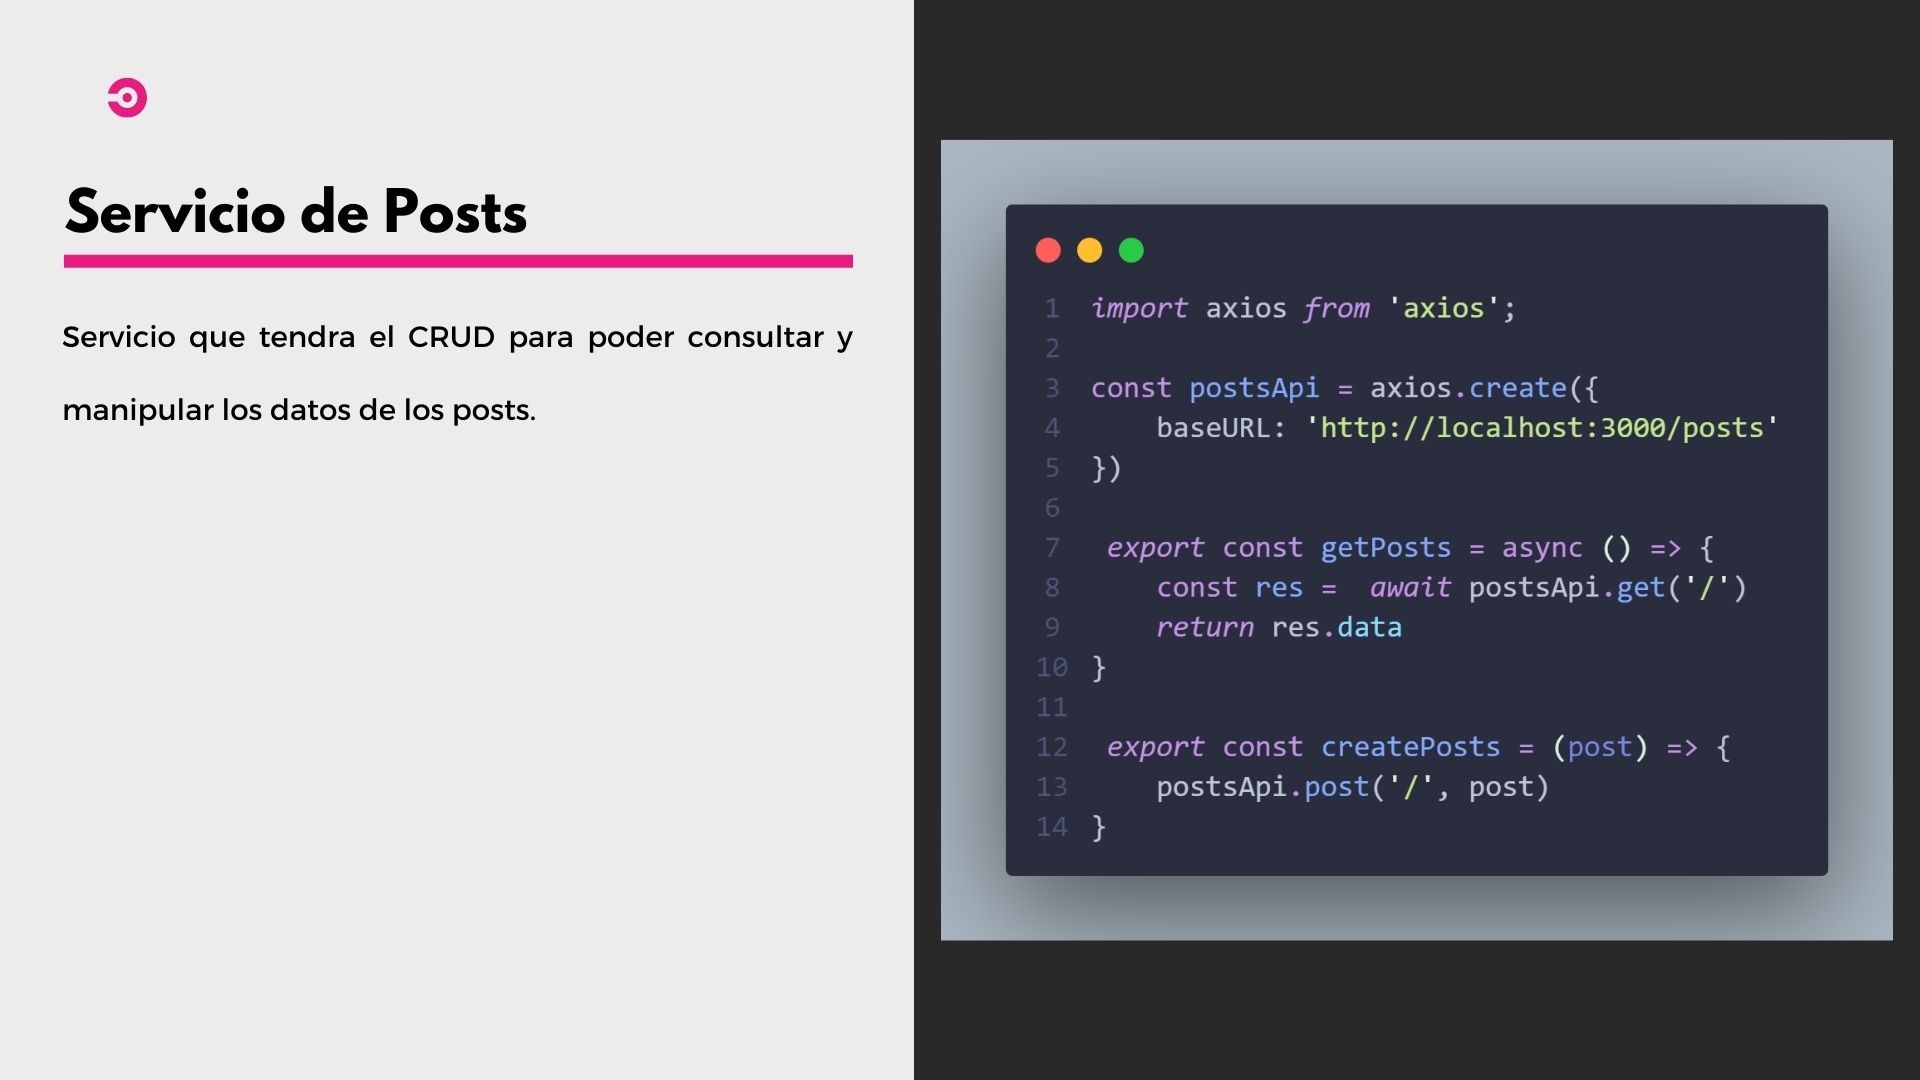 Servicio de Posts
Servicio que tendra el CRUD para poder consultar y
manipular los datos de los posts.
1 import axios from 'axios';
2
3 const postsApi = axios.create({
4     baseURL: 'http://localhost:3000/posts'
5 })
6
7  export const getPosts = async () => {
8     const res =  await postsApi.get('/')
9     return res.data
10 }
11
12  export const createPosts = (post) => {
13     postsApi.post('/', post)
14 }